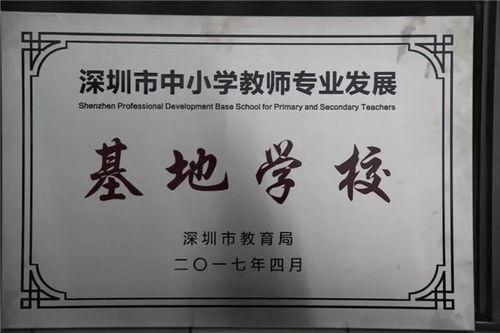 深圳市中小学教师专业发展
Shenzhen Professional Development Base School for Primary and Secondary Teachers
基地学校
深圳市教育局
二〇一七年四月